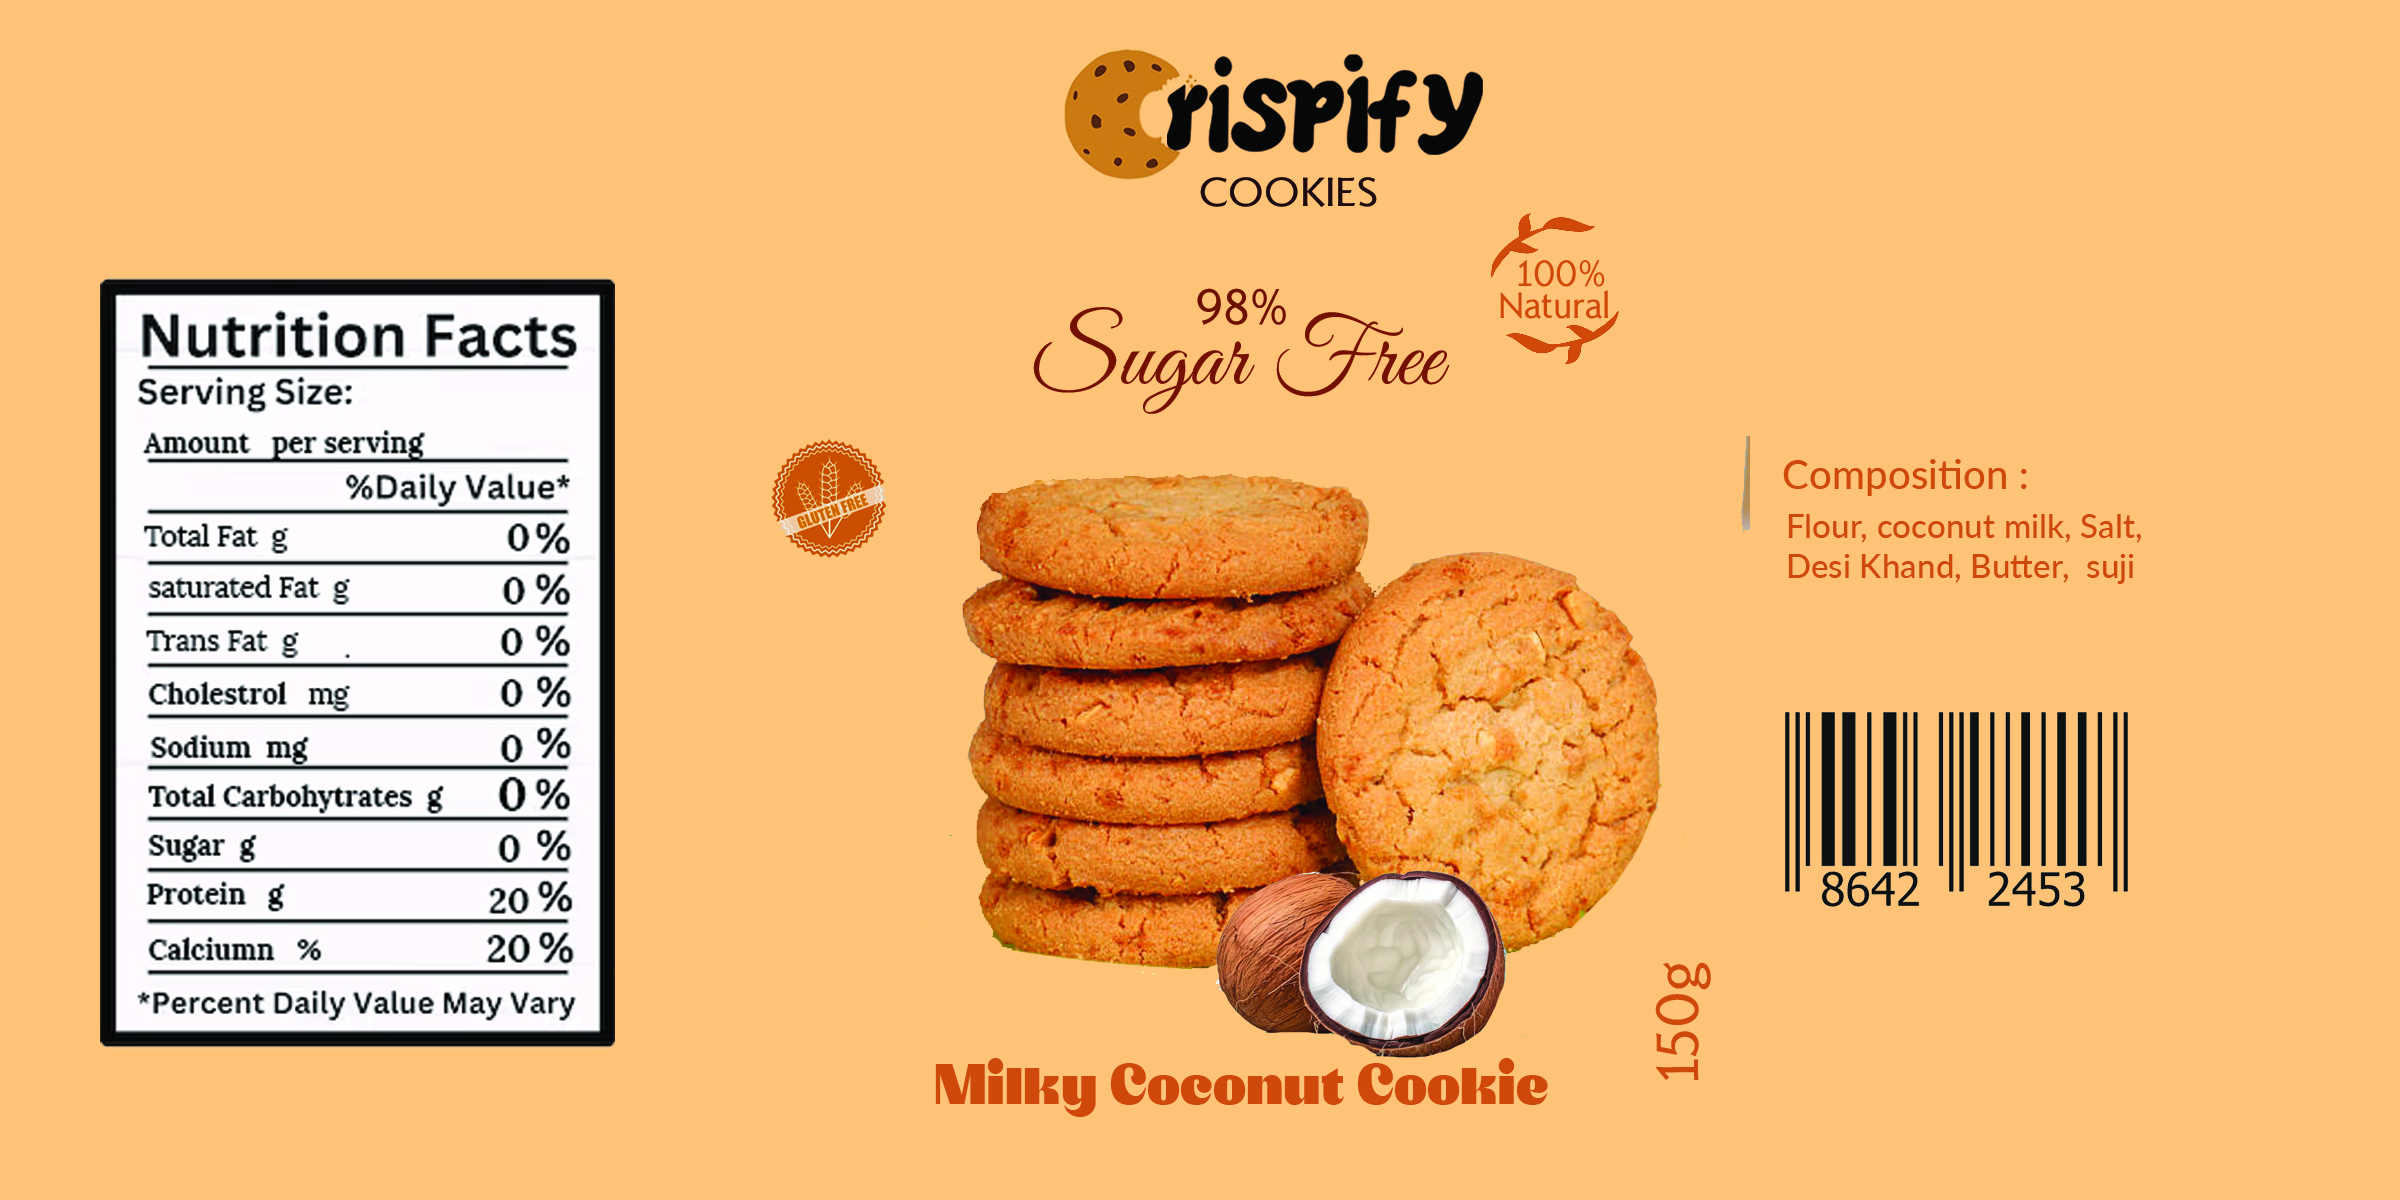 Crispify
COOKIES
98%
Sugar Free
100%
Natural
GLUTEN FREE
Milky Coconut Cookie
150g
Nutrition Facts
Serving Size:
Amount per serving
%Daily Value*
Total Fat g 0%
saturated Fat g 0%
Trans Fat g . 0%
Cholestrol mg 0%
Sodium mg 0%
Total Carbohytrates g 0%
Sugar g 0%
Protein g 20%
Calciumn % 20%
*Percent Daily Value May Vary
Composition :
Flour, coconut milk, Salt,
Desi Khand, Butter, suji
8642 2453